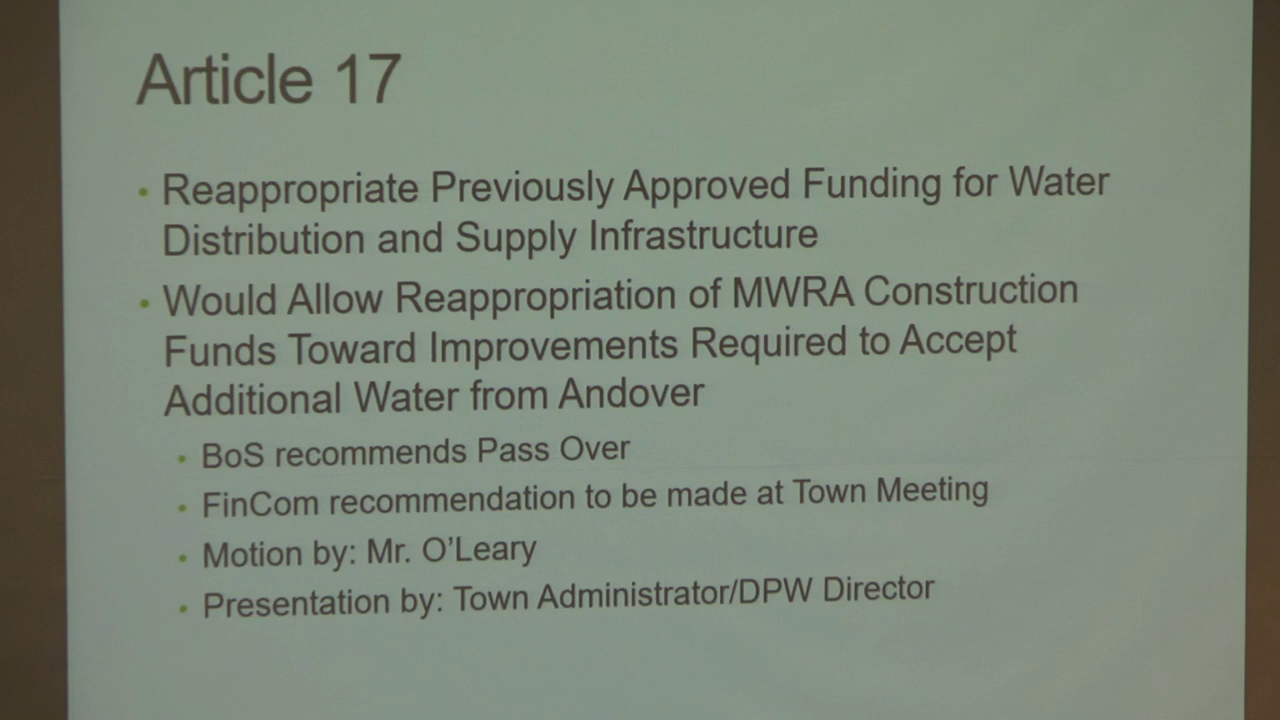 Article 17
• Reappropriate Previously Approved Funding for Water
Distribution and Supply Infrastructure
• Would Allow Reappropriation of MWRA Construction
Funds Toward Improvements Required to Accept
Additional Water from Andover
• BoS recommends Pass Over
• FinCom recommendation to be made at Town Meeting
• Motion by: Mr. O'Leary
• Presentation by: Town Administrator/DPW Director